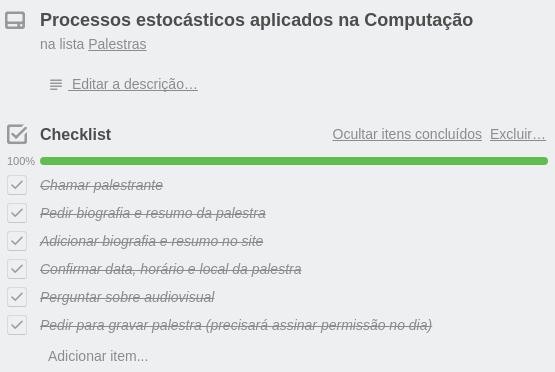 Processos estocásticos aplicados na Computação
na lista Palestras
Editar a descrição…
Checklist
Ocultar itens concluídos Excluir…
100%
Chamar palestrante
Pedir biografia e resumo da palestra
Adicionar biografia e resumo no site
Confirmar data, horário e local da palestra
Perguntar sobre audiovisual
Pedir para gravar palestra (precisará assinar permissão no dia)
Adicionar item...